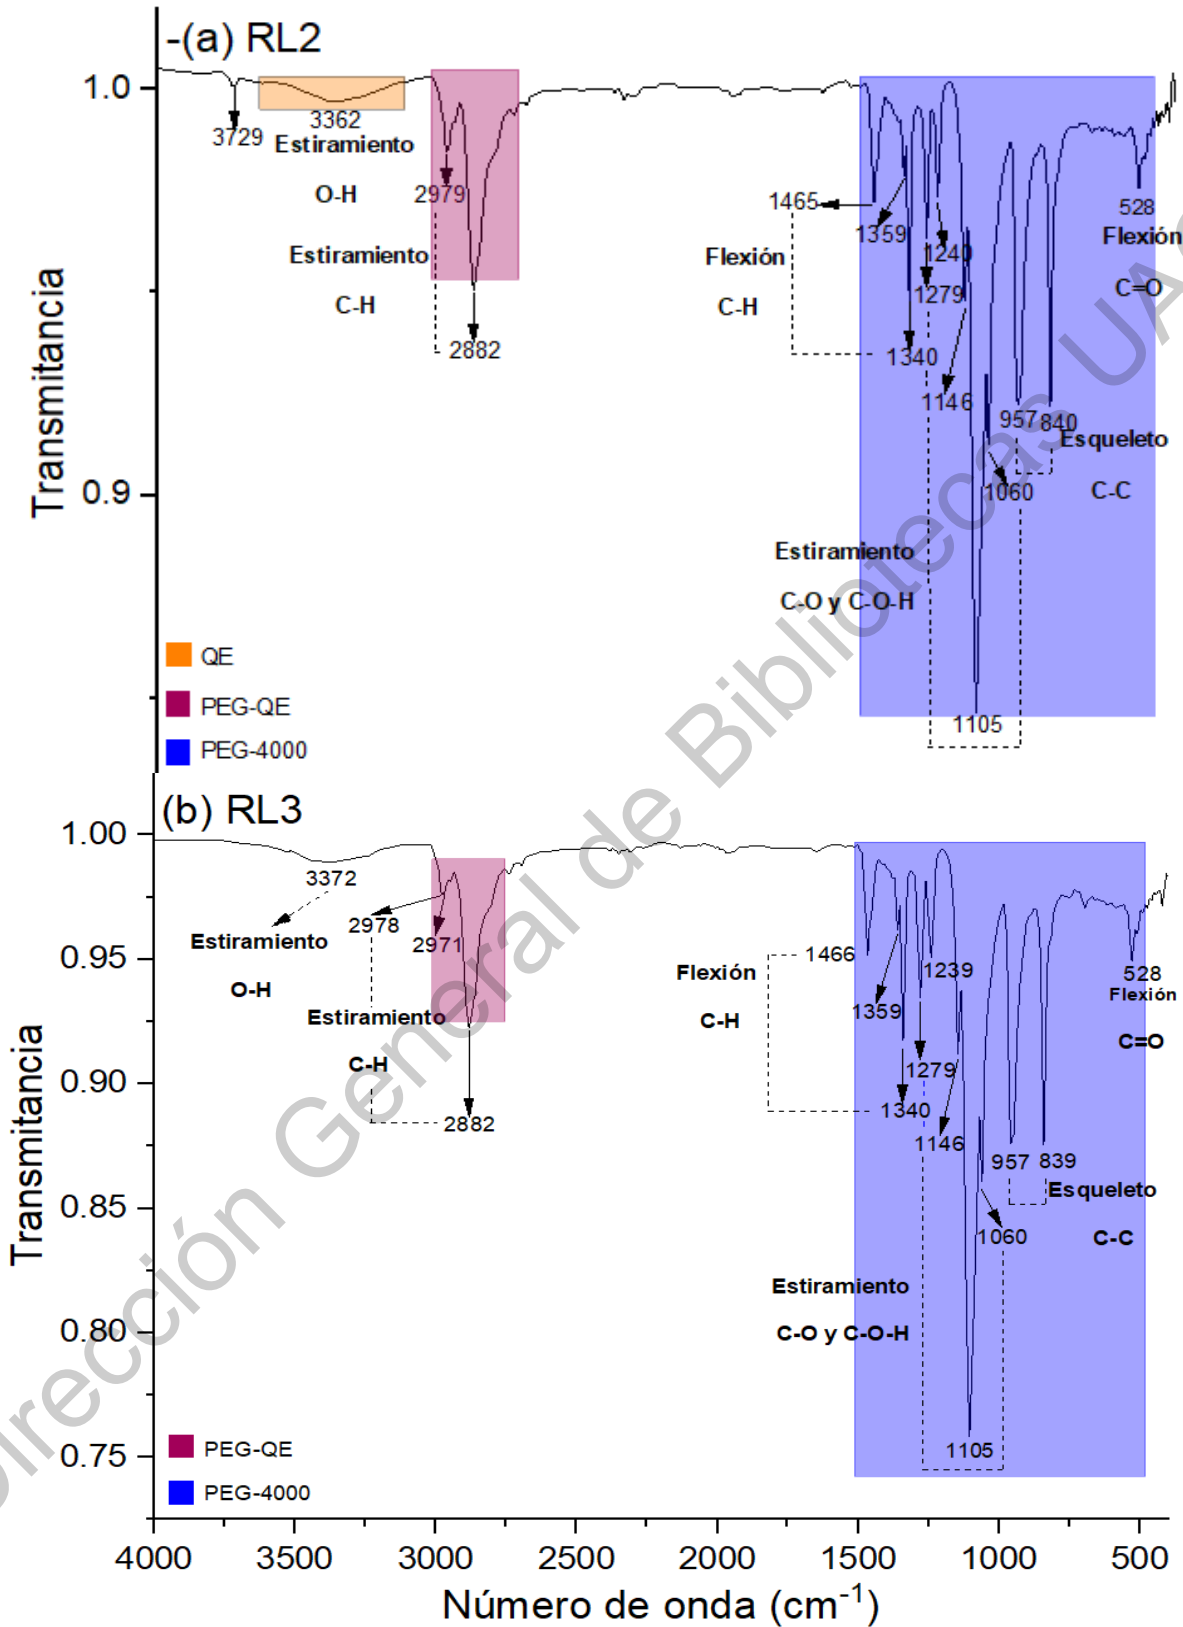 -(a) RL2
1.0
3729
3362
Estiramiento
O-H
2979
Estiramiento
C-H
2882
1465
1359
1240
Flexión
C-H
1279
1340
1146
528
Flexión
C=O
957
840
Esqueleto
C-C
1060
0.9
Transmitancia
Estiramiento
C-O y C-O-H
1105
QE
PEG-QE
PEG-4000
(b) RL3
1.00
3372
Estiramiento
O-H
2978
2971
0.95
Estiramiento
C-H
2882
1466
Flexión
C-H
1359
1239
1279
1340
1146
528
Flexión
C=O
0.90
957
839
Esqueleto
C-C
1060
0.85
Transmitancia
Estiramiento
C-O y C-O-H
0.80
1105
0.75
PEG-QE
PEG-4000
4000 3500 3000 2500 2000 1500 1000 500
Número de onda (cm⁻¹)
Dirección General de Bibliotecas UAQ